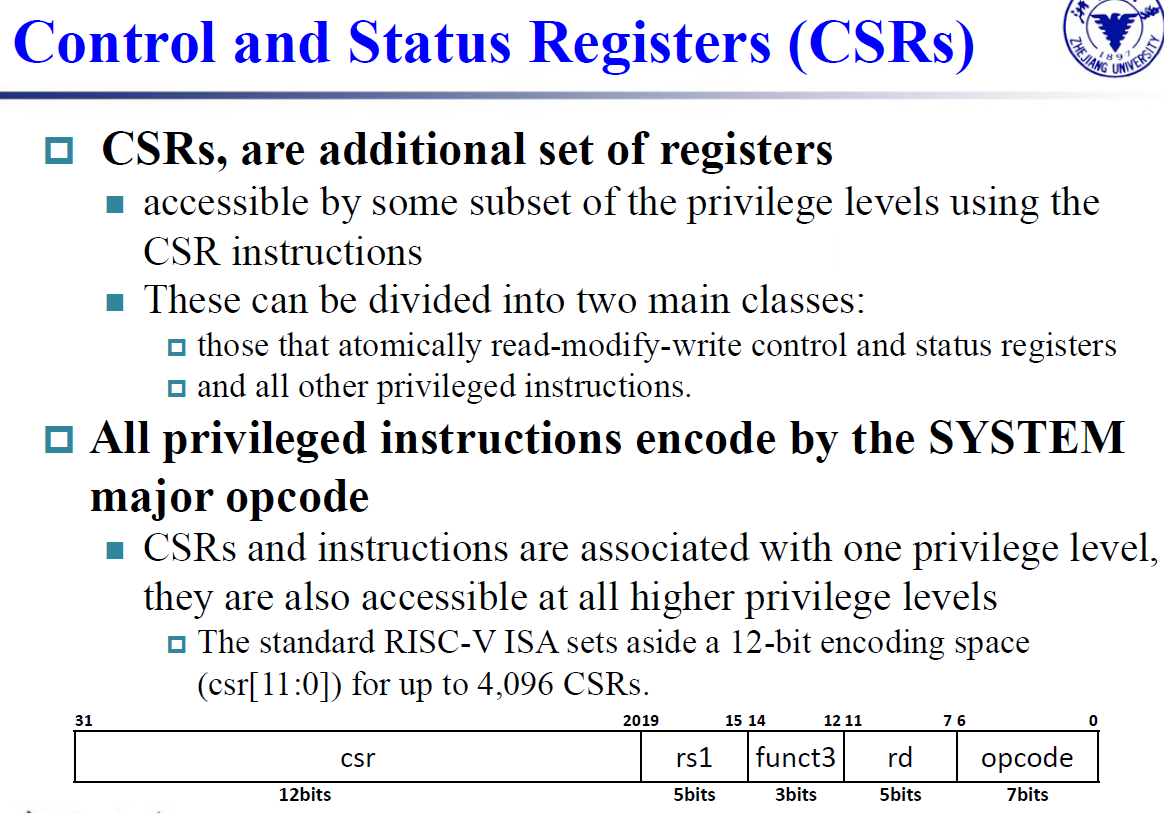 Control and Status Registers (CSRs)
ZHEJIANG UNIVERSITY
1897
CSRs, are additional set of registers
accessible by some subset of the privilege levels using the
CSR instructions
These can be divided into two main classes:
those that atomically read-modify-write control and status registers
and all other privileged instructions.
All privileged instructions encode by the SYSTEM
major opcode
CSRs and instructions are associated with one privilege level,
they are also accessible at all higher privilege levels
The standard RISC-V ISA sets aside a 12-bit encoding space
(csr[11:0]) for up to 4,096 CSRs.
31 20 19 15 14 12 11 7 6 0
csr rs1 funct3 rd opcode
12bits 5bits 3bits 5bits 7bits